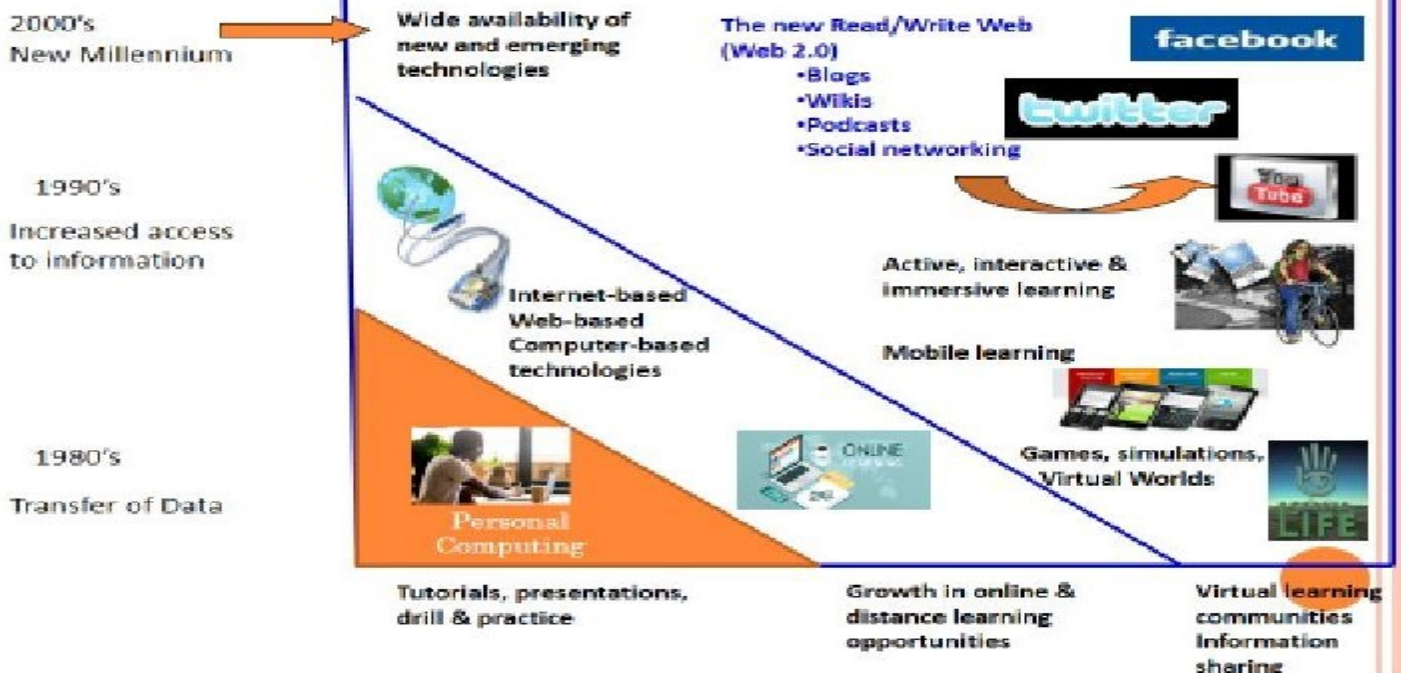 2000's
New Millennium
Wide availability of
new and emerging
technologies
The new Read/Write Web
(Web 2.0)
•Blogs
•Wikis
•Podcasts
•Social networking
facebook
twitter
You
Tube
1990's
Increased access
to information
Internet-based
Web-based
Computer-based
technologies
Active, interactive &
immersive learning
Mobile learning
1980's
Transfer of Data
Personal
Computing
ONLINE
Games, simulations,
Virtual Worlds
LIFE
Tutorials, presentations,
drill & practice
Growth in online &
distance learning
opportunities
Virtual learning
communities
Information
sharing